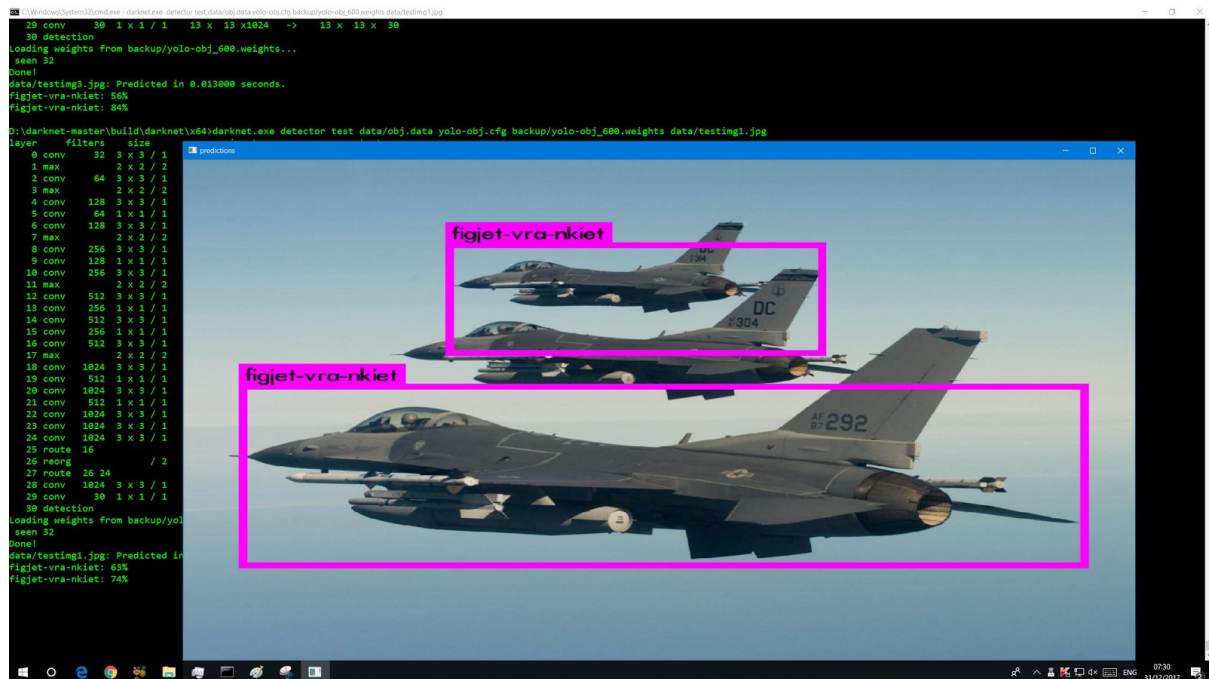 C:\Windows\System32\cmd.exe - darknet.exe detector test data/obj.data yolo-obj.cfg backup/yolo-obj_600.weights data/testimg1.jpg
29 conv 30 1 x 1 / 1 13 x 13 x1024 -> 13 x 13 x 30
30 detection
Loading weights from backup/yolo-obj_600.weights...
seen 32
Done!
data/testimg3.jpg: Predicted in 0.013000 seconds.
figjet-vra-nkiet: 56%
figjet-vra-nkiet: 84%
D:\darknet-master\build\darknet\x64>darknet.exe detector test data/obj.data yolo-obj.cfg backup/yolo-obj_600.weights data/testimg1.jpg
layer filters size
0 conv 32 3 x 3 / 1
1 max 2 x 2 / 2
2 conv 64 3 x 3 / 1
3 max 2 x 2 / 2
4 conv 128 3 x 3 / 1
5 conv 64 1 x 1 / 1
6 conv 128 3 x 3 / 1
7 max 2 x 2 / 2
8 conv 256 3 x 3 / 1
9 conv 128 1 x 1 / 1
10 conv 256 3 x 3 / 1
11 max 2 x 2 / 2
12 conv 512 3 x 3 / 1
13 conv 256 1 x 1 / 1
14 conv 512 3 x 3 / 1
15 conv 256 1 x 1 / 1
16 conv 512 3 x 3 / 1
17 max 2 x 2 / 2
18 conv 1024 3 x 3 / 1
19 conv 512 1 x 1 / 1
20 conv 1024 3 x 3 / 1
21 conv 512 1 x 1 / 1
22 conv 1024 3 x 3 / 1
23 conv 1024 3 x 3 / 1
24 conv 1024 3 x 3 / 1
25 route 16
26 reorg / 2
27 route 26 24
28 conv 1024 3 x 3 / 1
29 conv 30 1 x 1 / 1
30 detection
Loading weights from backup/yol
seen 32
Done!
data/testimg1.jpg: Predicted in
figjet-vra-nkiet: 63%
figjet-vra-nkiet: 74%
predictions
figjet-vra-nkiet
DC
314
DC
304
figjet-vra-nkiet
AF
87 292
ENG
07:30
31/12/2017